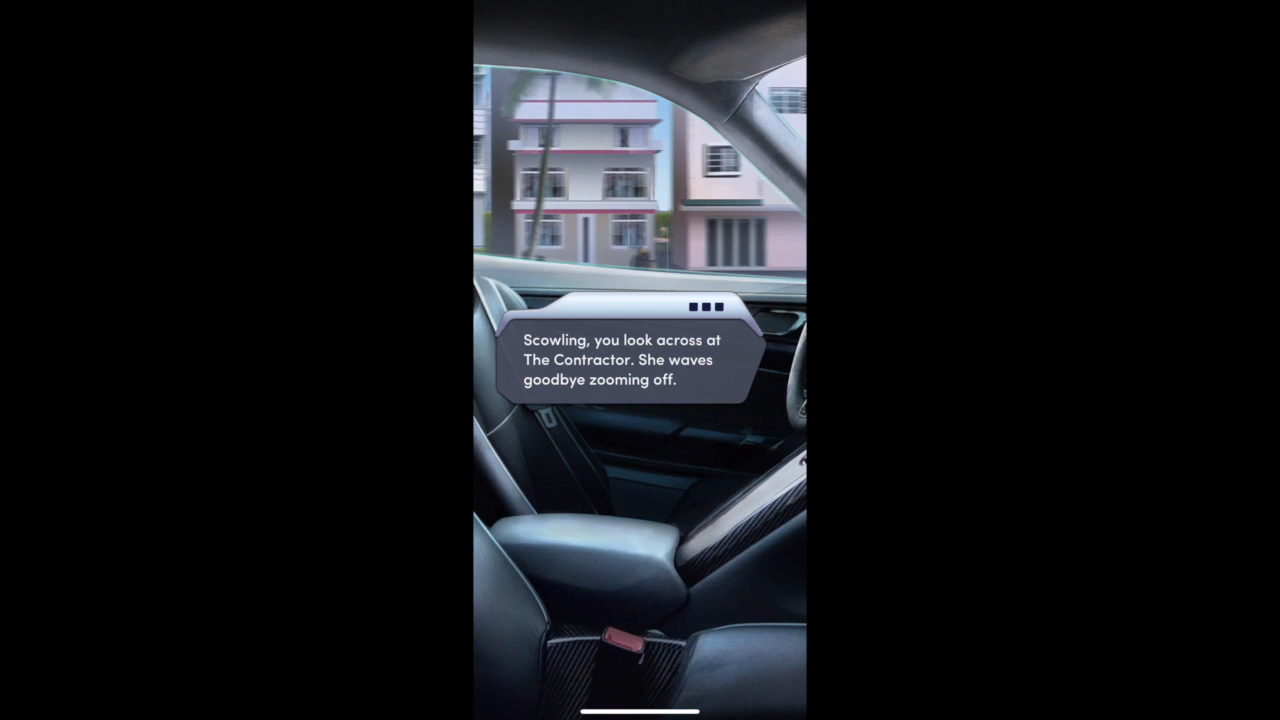 Scowling, you look across at
The Contractor. She waves
goodbye zooming off.